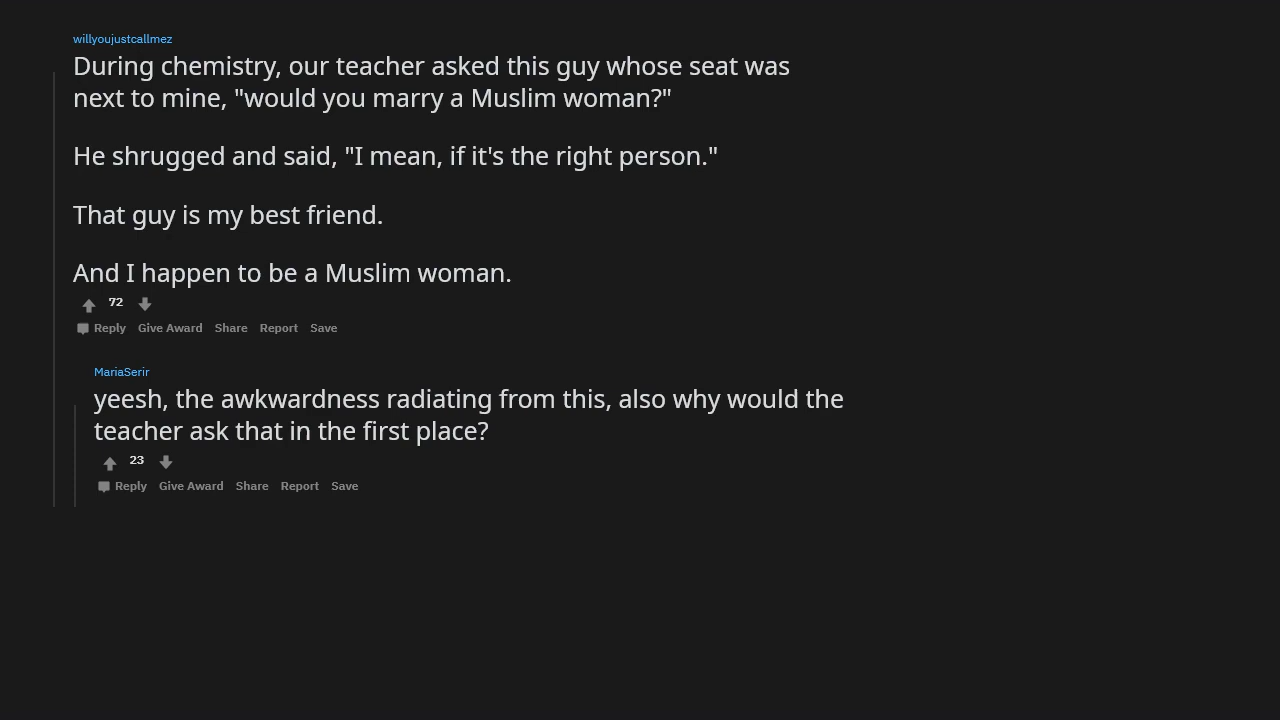 willyoujustcallmez
During chemistry, our teacher asked this guy whose seat was
next to mine, "would you marry a Muslim woman?"
He shrugged and said, "I mean, if it's the right person."
That guy is my best friend.
And I happen to be a Muslim woman.
72
Reply Give Award Share Report Save
MariaSerir
yeesh, the awkwardness radiating from this, also why would the
teacher ask that in the first place?
23
Reply Give Award Share Report Save